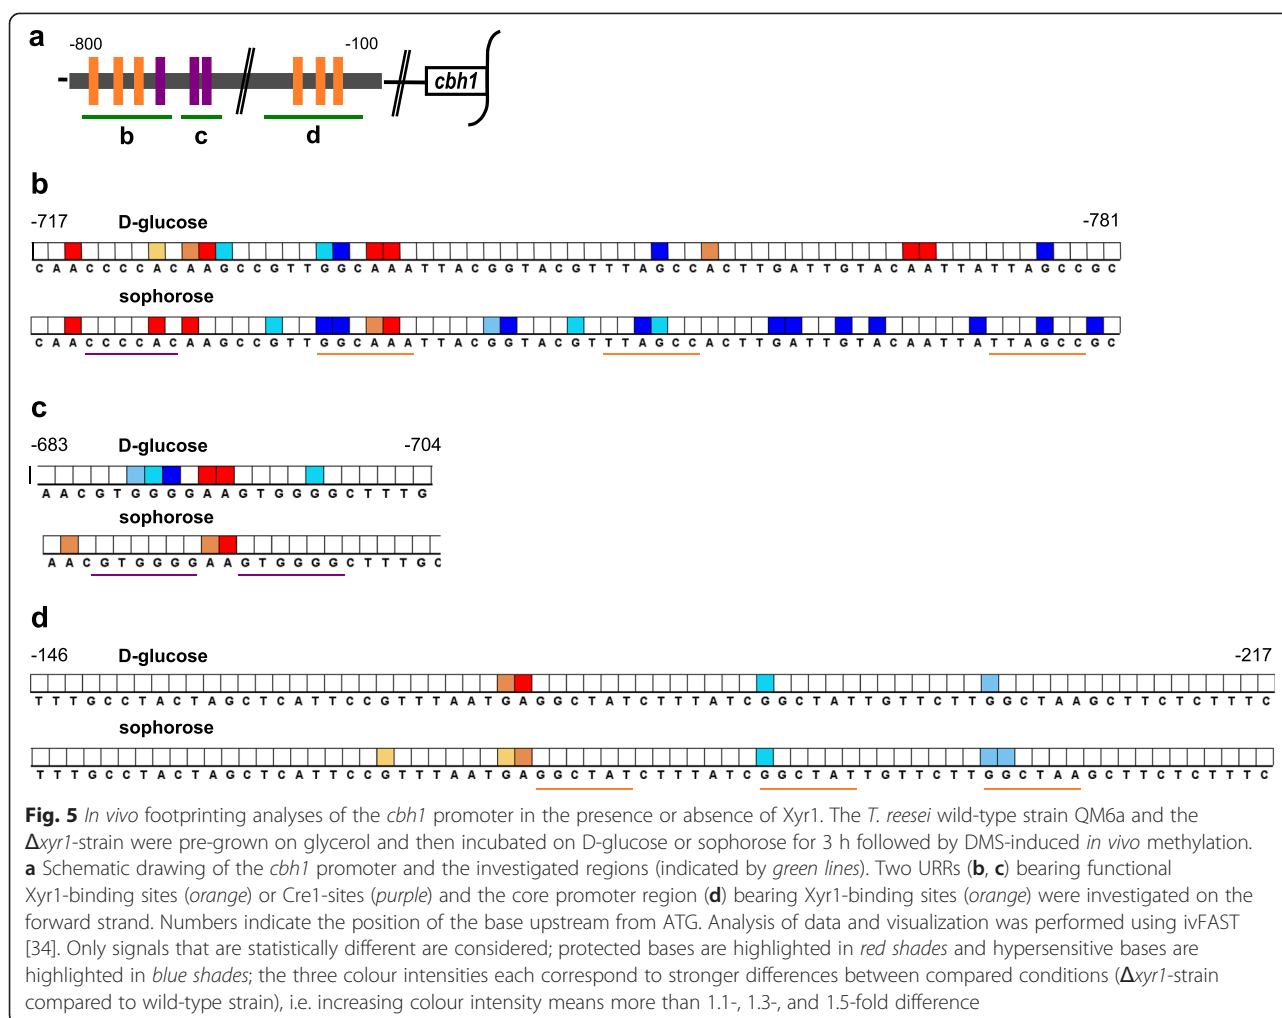 a
-800 -100
cbh1
b c d
b
-717 D-glucose -781
C A A C C C C A C A A G C C G T T G G C A A A T T A C G G T A C G T T T A G C C A C T T G A T T G T A C A A T T A T T A G C C G C
sophorose
C A A C C C C A C A A G C C G T T G G C A A A T T A C G G T A C G T T T A G C C A C T T G A T T G T A C A A T T A T T A G C C G C
c
-683 D-glucose -704
A A C G T G G G G A A G T G G G G C T T T G
sophorose
A A C G T G G G G A A G T G G G G C T T T G C
d
-146 D-glucose -217
T T T G C C T A C T A G C T C A T T C C G T T T A A T G A G G C T A T C T T T A T C G G C T A T T G T T C T T G G C T A A G C T T C T C T T T C
sophorose
T T T G C C T A C T A G C T C A T T C C G T T T A A T G A G G C T A T C T T T A T C G G C T A T T G T T C T T G G C T A A G C T T C T C T T T C
Fig. 5 In vivo footprinting analyses of the cbh1 promoter in the presence or absence of Xyr1. The T. reesei wild-type strain QM6a and the
Δxyr1-strain were pre-grown on glycerol and then incubated on D-glucose or sophorose for 3 h followed by DMS-induced in vivo methylation.
a Schematic drawing of the cbh1 promoter and the investigated regions (indicated by green lines). Two URRs (b, c) bearing functional
Xyr1-binding sites (orange) or Cre1-sites (purple) and the core promoter region (d) bearing Xyr1-binding sites (orange) were investigated on the
forward strand. Numbers indicate the position of the base upstream from ATG. Analysis of data and visualization was performed using ivFAST
[34]. Only signals that are statistically different are considered; protected bases are highlighted in red shades and hypersensitive bases are
highlighted in blue shades; the three colour intensities each correspond to stronger differences between compared conditions (Δxyr1-strain
compared to wild-type strain), i.e. increasing colour intensity means more than 1.1-, 1.3-, and 1.5-fold difference